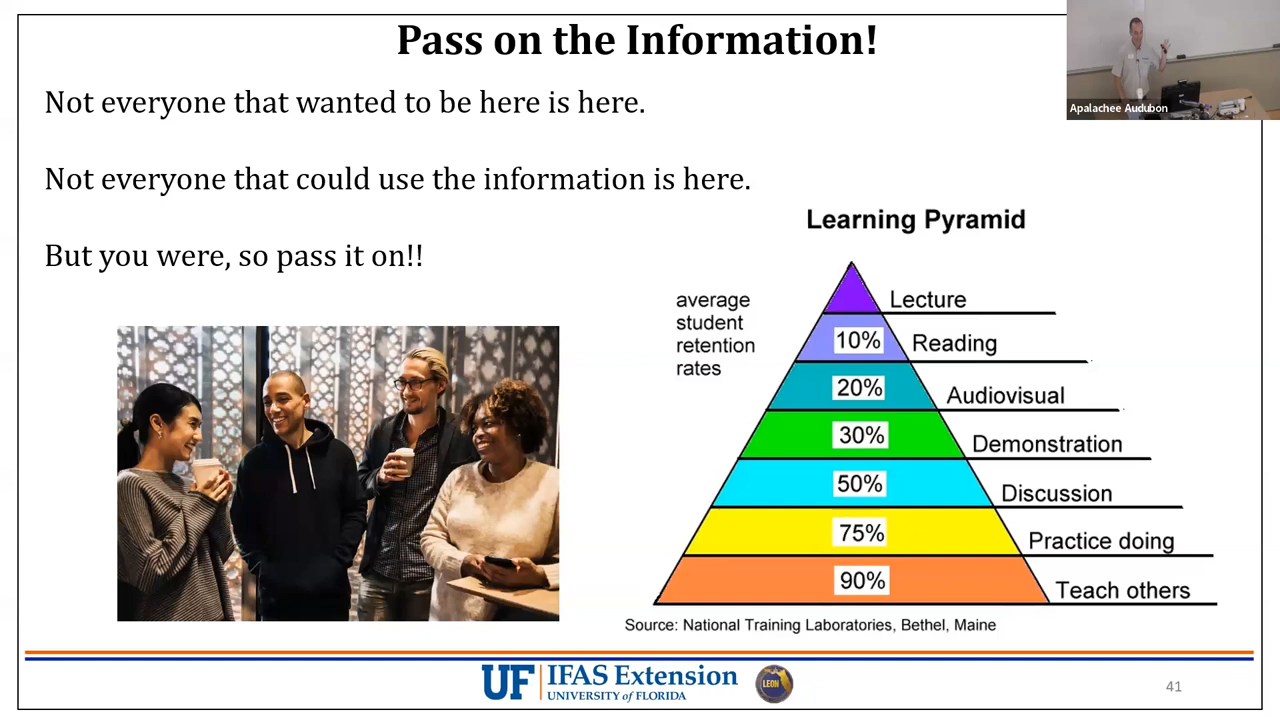 Pass on the Information!
Apalachee Audubon
Not everyone that wanted to be here is here.
Not everyone that could use the information is here.
But you were, so pass it on!!
Learning Pyramid
average
student
retention
rates
Lecture
10% Reading
20% Audiovisual
30% Demonstration
50% Discussion
75% Practice doing
90% Teach others
Source: National Training Laboratories, Bethel, Maine
UF IFAS Extension
UNIVERSITY of FLORIDA
LEON
41